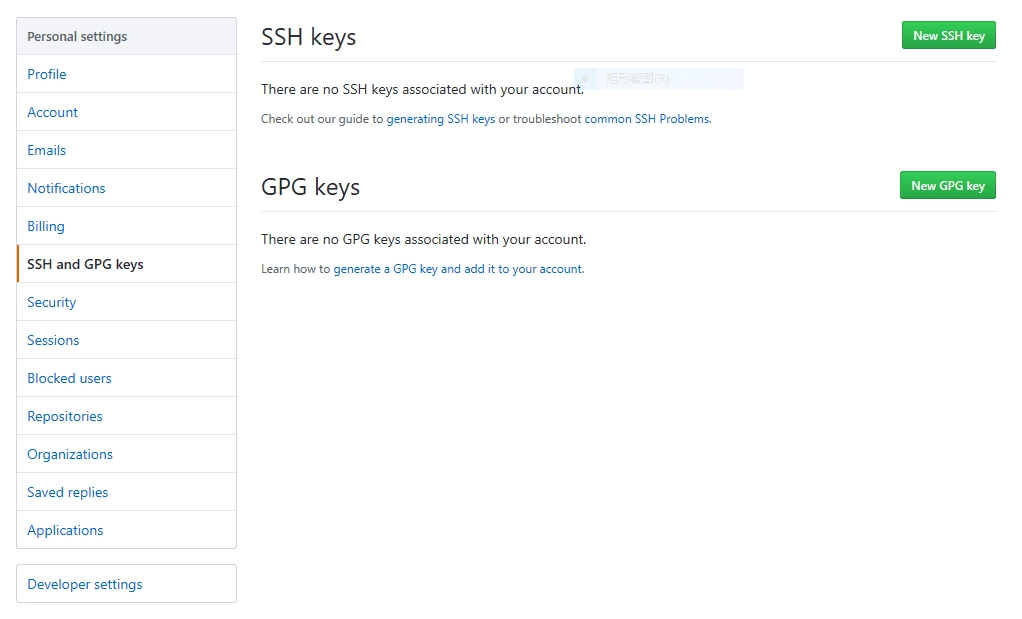 Personal settings
Profile
Account
Emails
Notifications
Billing
SSH and GPG keys
Security
Sessions
Blocked users
Repositories
Organizations
Saved replies
Applications
Developer settings
SSH keys
New SSH key
矩形截图(R)
There are no SSH keys associated with your account.
Check out our guide to generating SSH keys or troubleshoot common SSH Problems.
GPG keys
New GPG key
There are no GPG keys associated with your account.
Learn how to generate a GPG key and add it to your account.